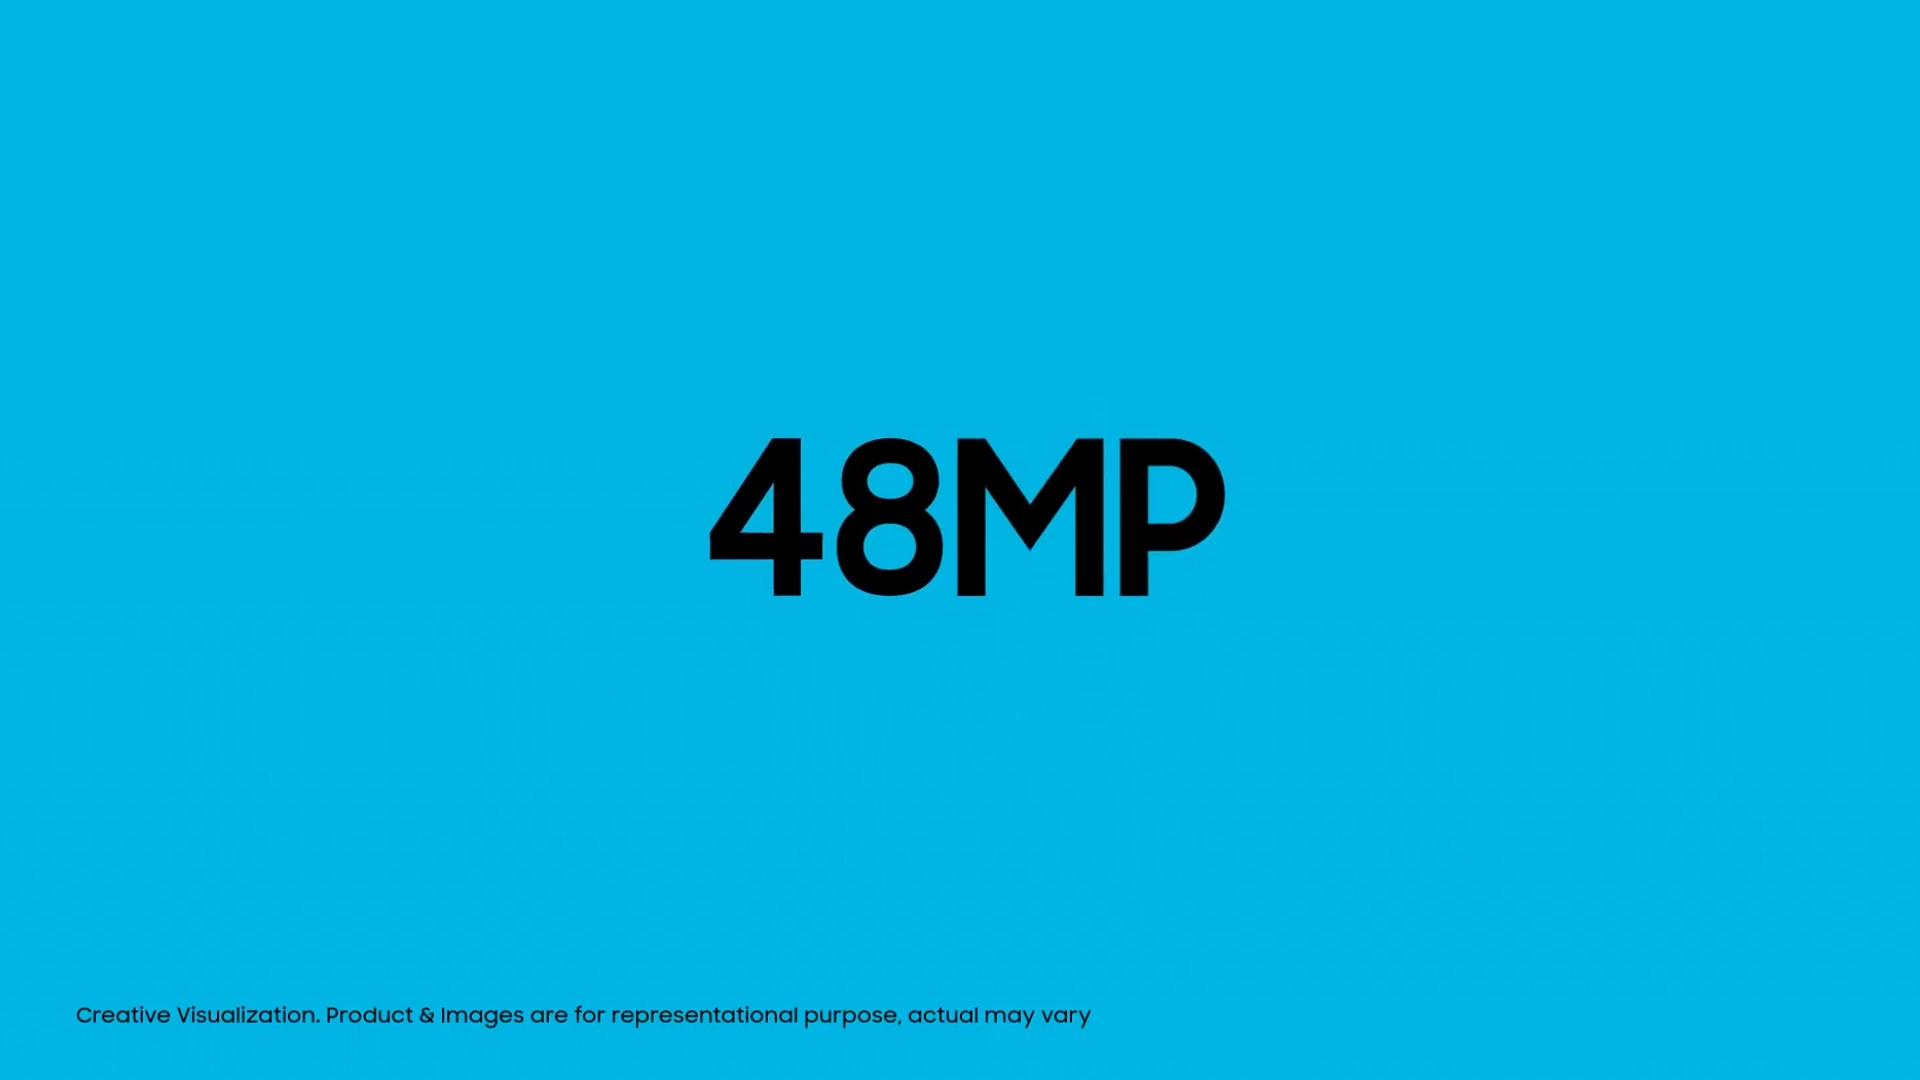 48MP
Creative Visualization. Product & Images are for representational purpose, actual may vary